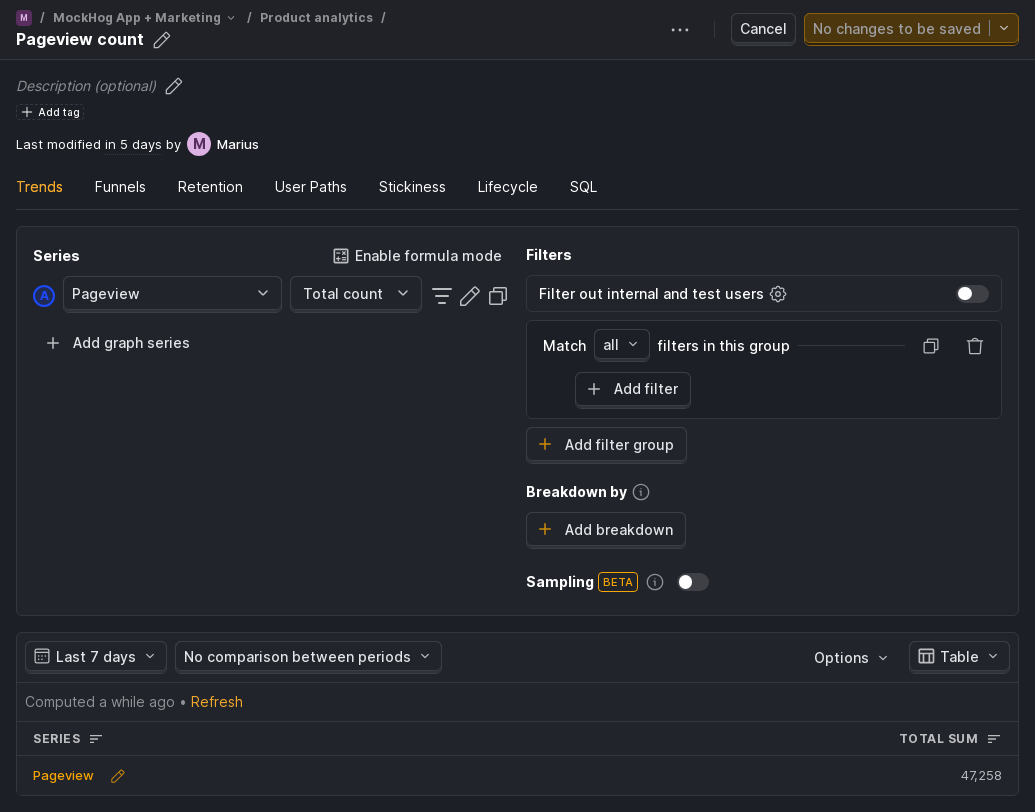 M / MockHog App + Marketing / Product analytics /
Pageview count
Cancel
No changes to be saved
Description (optional)
Add tag
Last modified in 5 days by M Marius
Trends Funnels Retention User Paths Stickiness Lifecycle SQL
Series
Enable formula mode
A Pageview Total count
Add graph series
Filters
Filter out internal and test users
Match all filters in this group
Add filter
Add filter group
Breakdown by
Add breakdown
Sampling BETA
Last 7 days No comparison between periods Options Table
Computed a while ago • Refresh
SERIES TOTAL SUM
Pageview 47,258